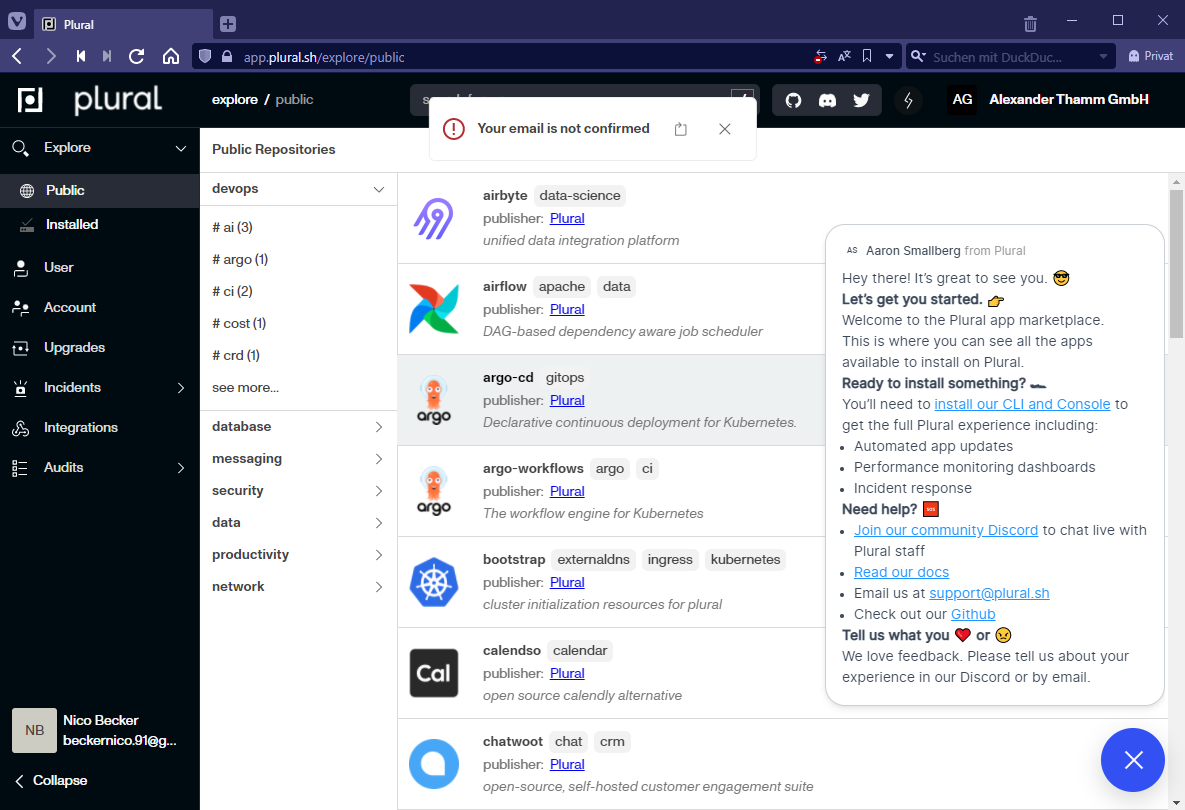 Plural
app.plural.sh/explore/public
Suchen mit DuckDuc...
Privat
plural
explore / public
AG
Alexander Thamm GmbH
Your email is not confirmed
Explore
Public
Installed
User
Account
Upgrades
Incidents
Integrations
Audits
NB
Nico Becker
beckernico.91@g...
Collapse
Public Repositories
devops
# ai (3)
# argo (1)
# ci (2)
# cost (1)
# crd (1)
see more...
database
messaging
security
data
productivity
network
airbyte data-science
publisher: Plural
unified data integration platform
airflow apache data
publisher: Plural
DAG-based dependency aware job scheduler
argo
argo-cd gitops
publisher: Plural
Declarative continuous deployment for Kubernetes.
argo
argo-workflows argo ci
publisher: Plural
The workflow engine for Kubernetes
bootstrap externaldns ingress kubernetes
publisher: Plural
cluster initialization resources for plural
Cal
calendso calendar
publisher: Plural
open source calendly alternative
chatwoot chat crm
publisher: Plural
open-source, self-hosted customer engagement suite
AS Aaron Smallberg from Plural
Hey there! It's great to see you. 😎
Let's get you started. 👉
Welcome to the Plural app marketplace.
This is where you can see all the apps
available to install on Plural.
Ready to install something?
You'll need to install our CLI and Console to
get the full Plural experience including:
• Automated app updates
• Performance monitoring dashboards
• Incident response
Need help? 🆘
• Join our community Discord to chat live with
Plural staff
• Read our docs
• Email us at support@plural.sh
• Check out our Github
Tell us what you ❤️ or 😠
We love feedback. Please tell us about your
experience in our Discord or by email.